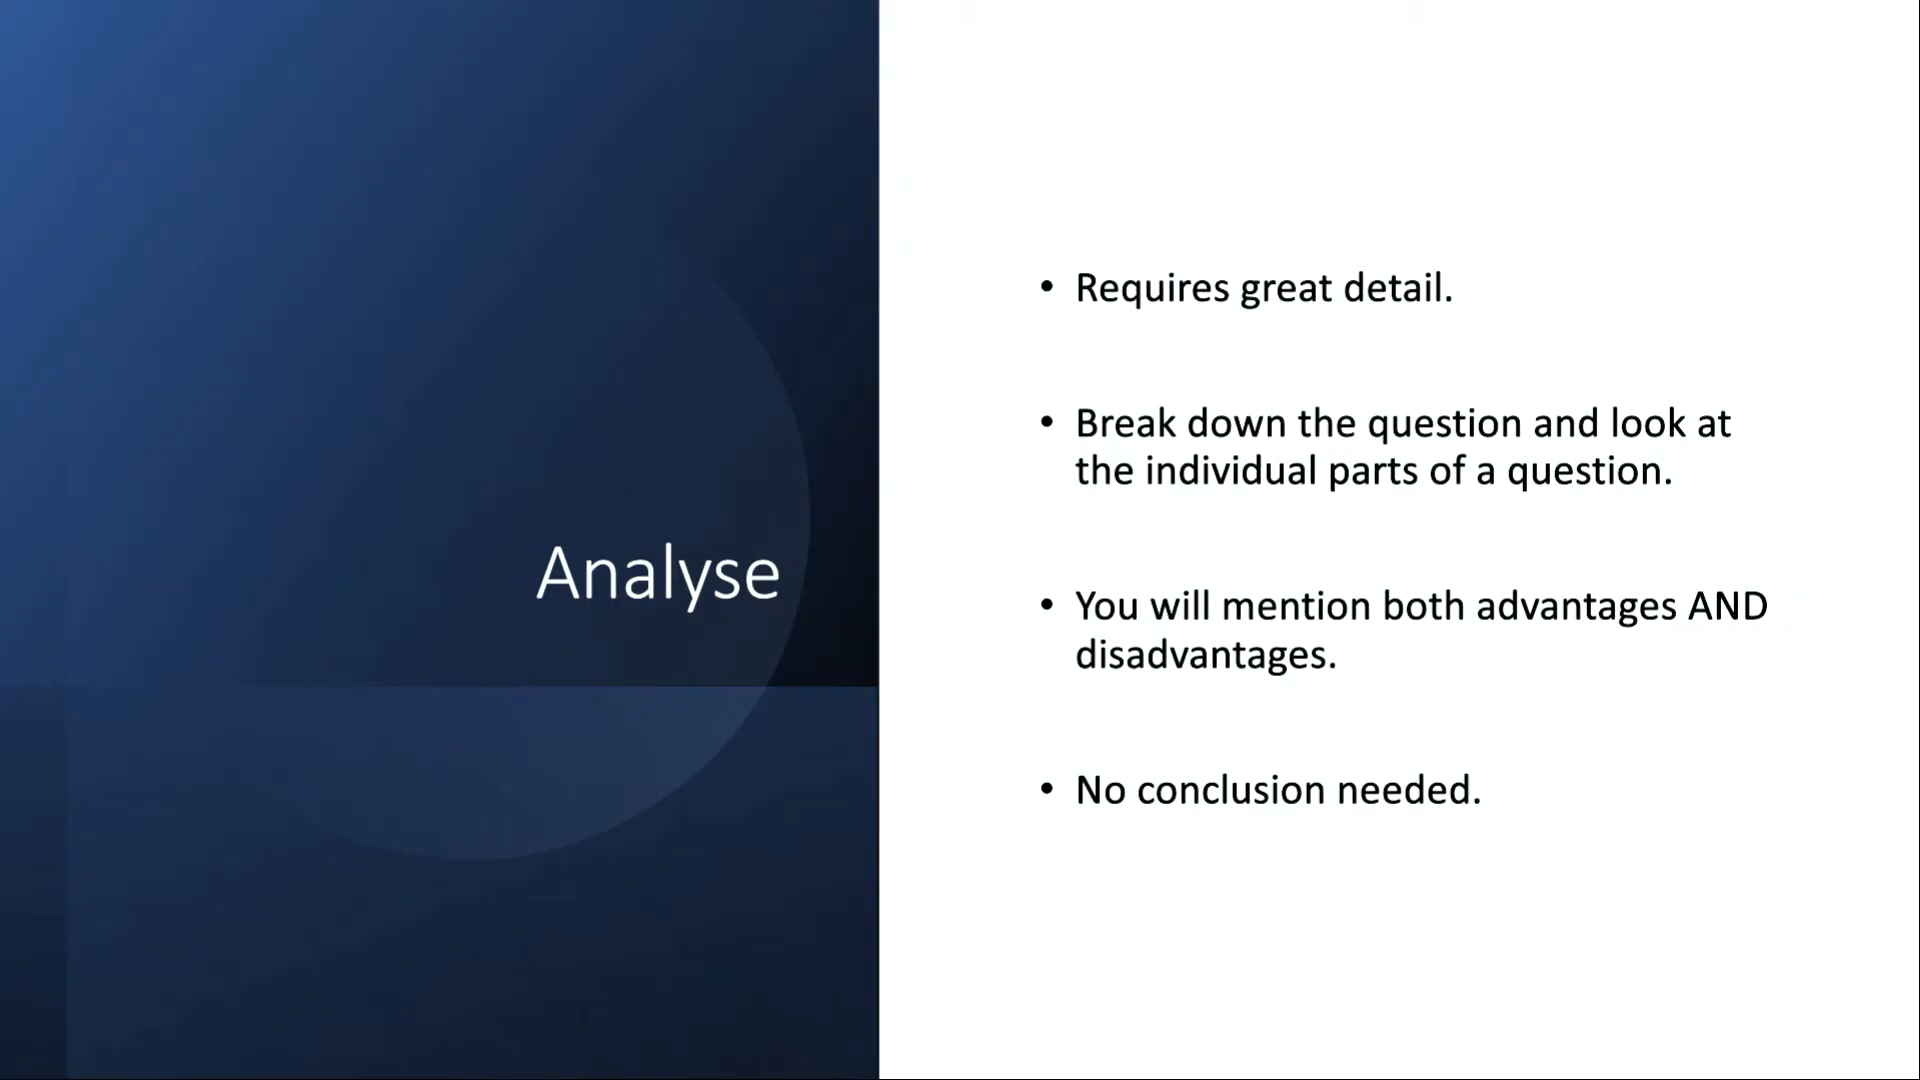 Analyse
• Requires great detail.
• Break down the question and look at
the individual parts of a question.
• You will mention both advantages AND
disadvantages.
• No conclusion needed.